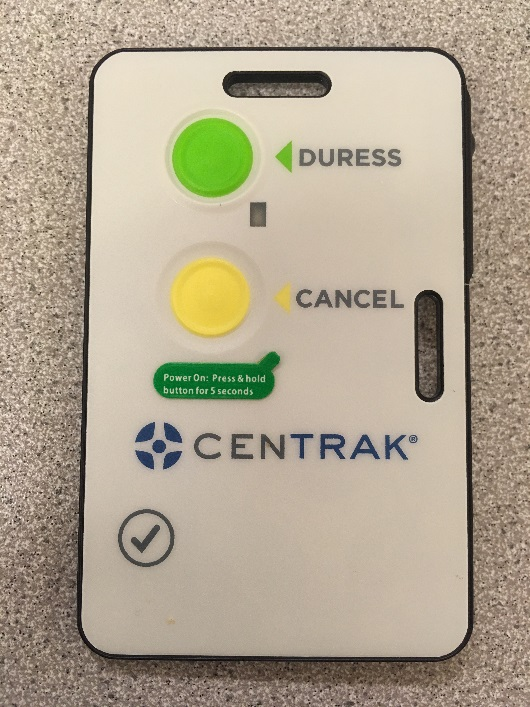 DURESS
CANCEL
Power On: Press & hold
button for 5 seconds
CENTRAK®